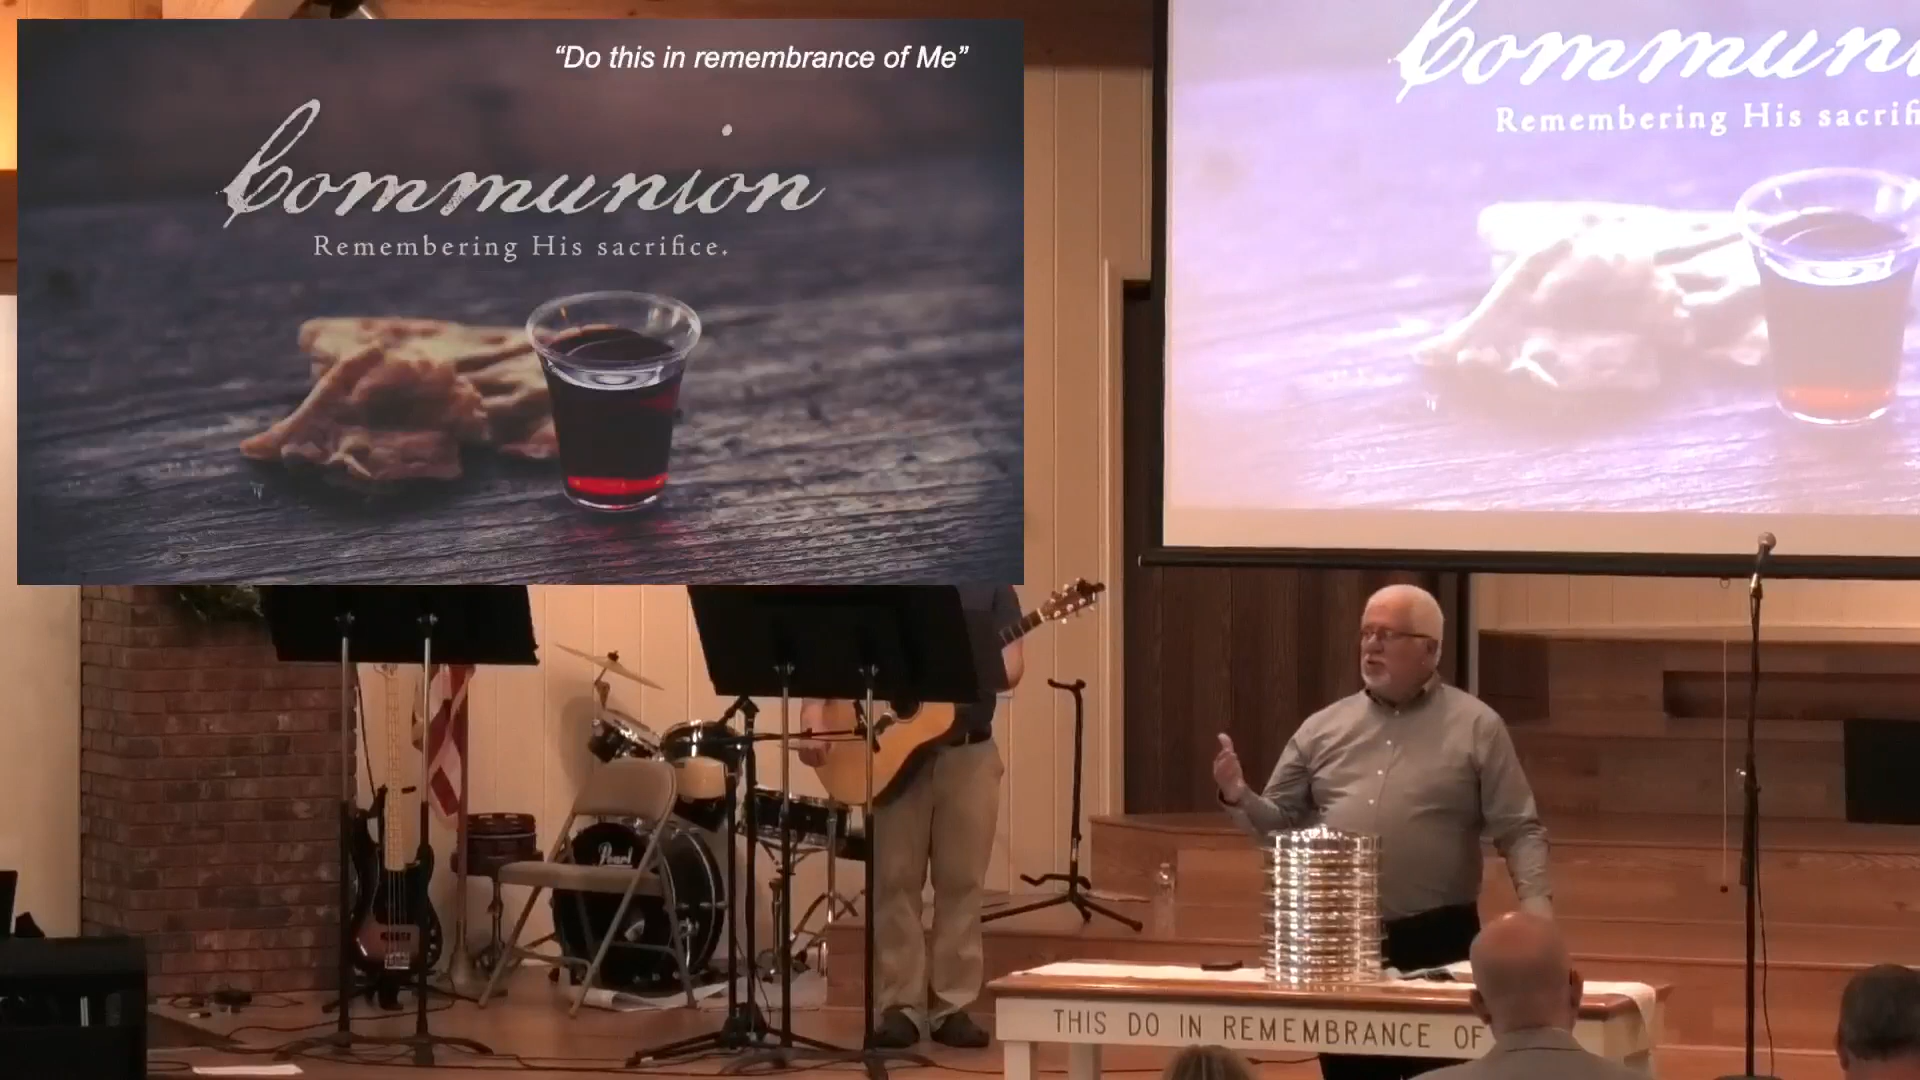 “Do this in remembrance of Me”
Communion
Remembering His sacrifice.
Commun
Remembering His sacrif
Pearl
THIS DO IN REMEMBRANCE OF